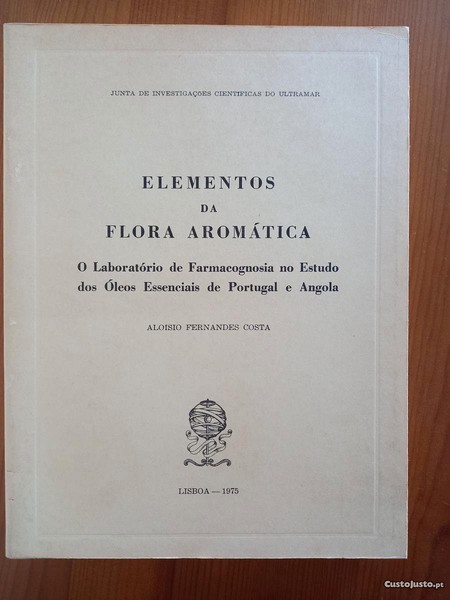 JUNTA DE INVESTIGAÇÕES CIENTÍFICAS DO ULTRAMAR
ELEMENTOS
DA
FLORA AROMÁTICA
O Laboratório de Farmacognosia no Estudo
dos Óleos Essenciais de Portugal e Angola
ALOISIO FERNANDES COSTA
LISBOA — 1975
CustoJusto.pt